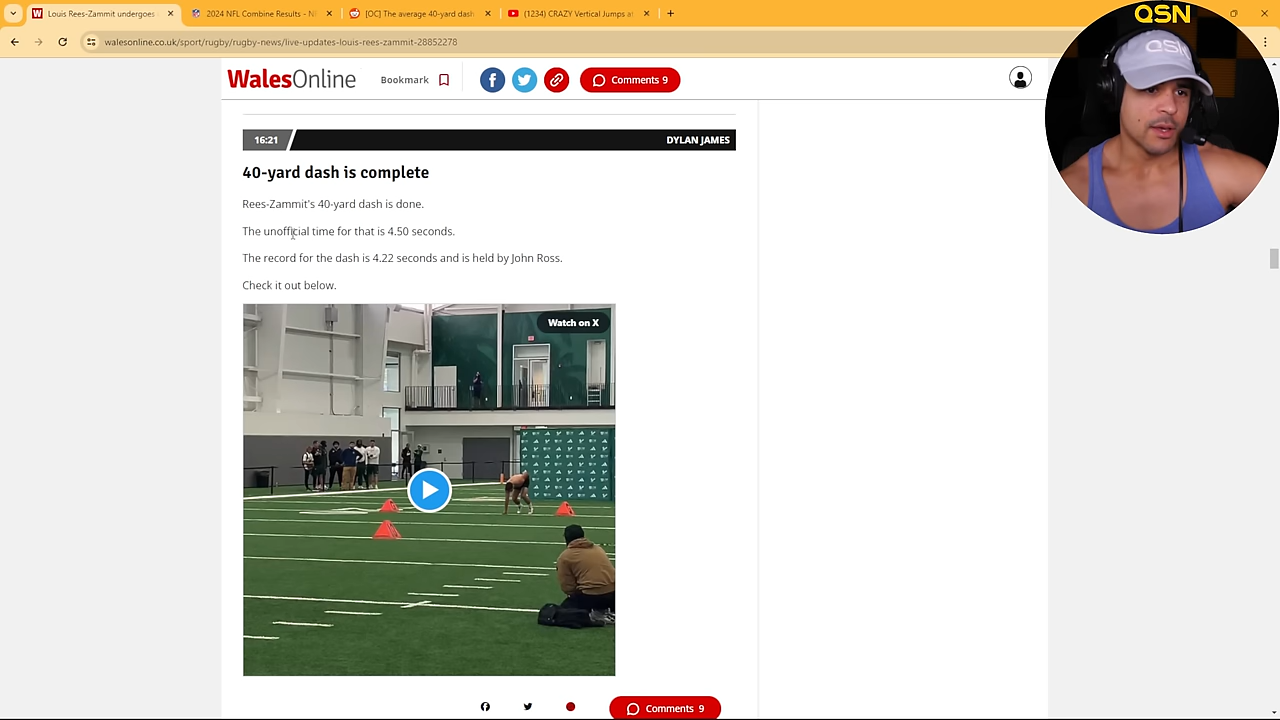 Louis Rees-Zammit undergoes
2024 NFL Combine Results - NF
[OC] The average 40-yard dash
(1234) CRAZY Vertical Jumps at
walesonline.co.uk/sport/rugby/rugby-news/live-updates-louis-rees-zammit-28852278
QSN
QSN
WalesOnline
Bookmark
Comments 9
16:21
DYLAN JAMES
40-yard dash is complete
Rees-Zammit's 40-yard dash is done.
The unofficial time for that is 4.50 seconds.
The record for the dash is 4.22 seconds and is held by John Ross.
Check it out below.
Watch on X
Comments 9